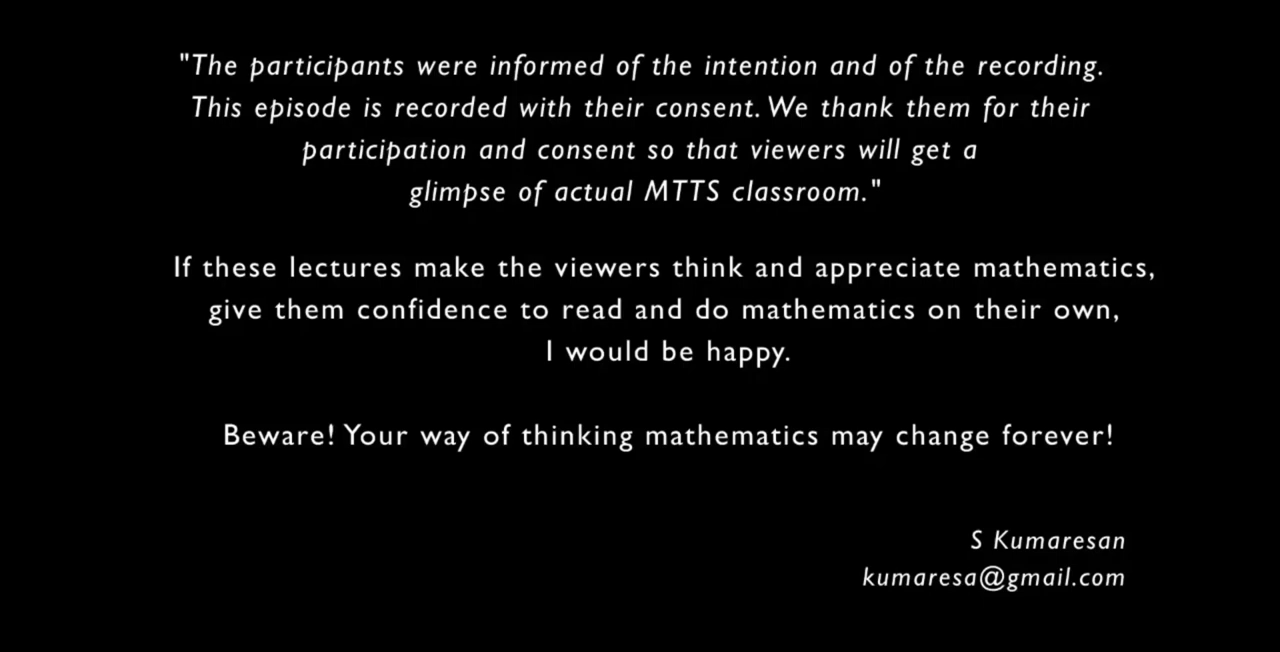 "The participants were informed of the intention and of the recording.
This episode is recorded with their consent. We thank them for their
participation and consent so that viewers will get a
glimpse of actual MTTS classroom."
If these lectures make the viewers think and appreciate mathematics,
give them confidence to read and do mathematics on their own,
I would be happy.
Beware! Your way of thinking mathematics may change forever!
S Kumaresan
kumaresa@gmail.com